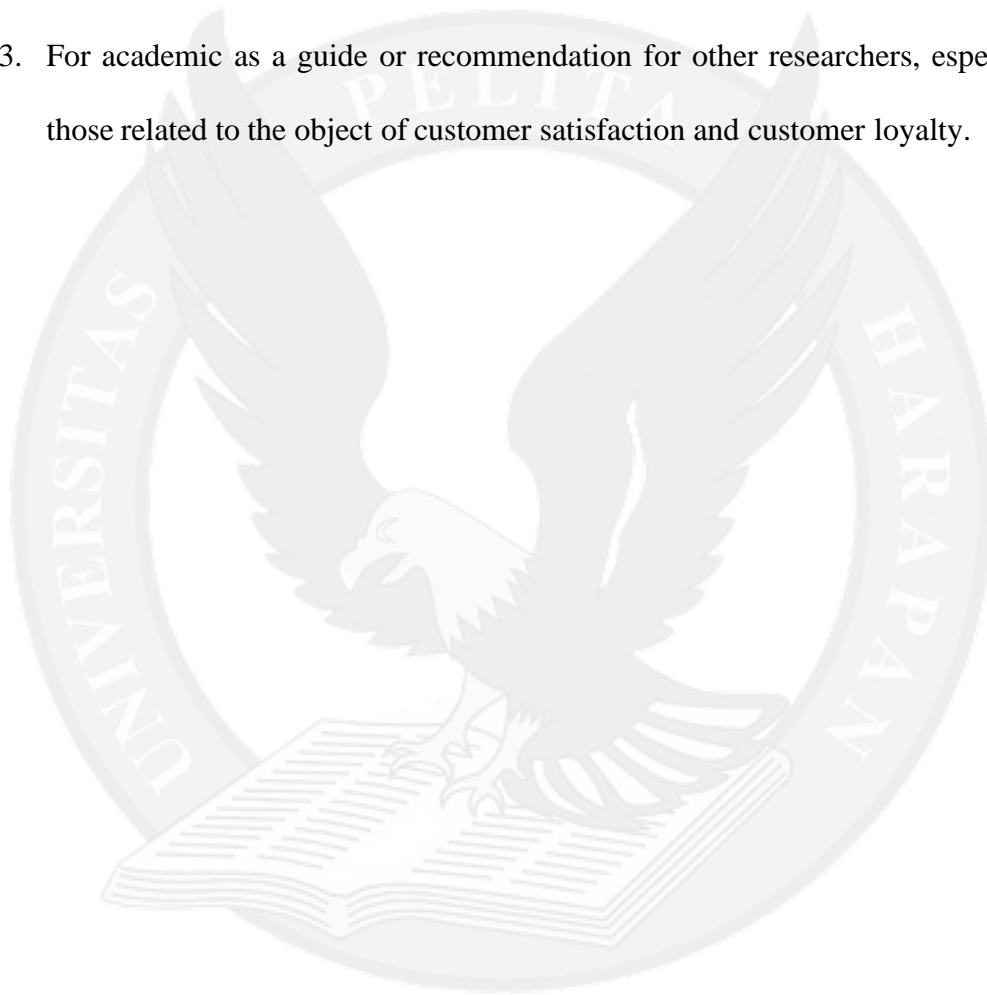 3. For academic as a guide or recommendation for other researchers, espe
those related to the object of customer satisfaction and customer loyalty.
UNIVERSITAS PELITA HARAPAN